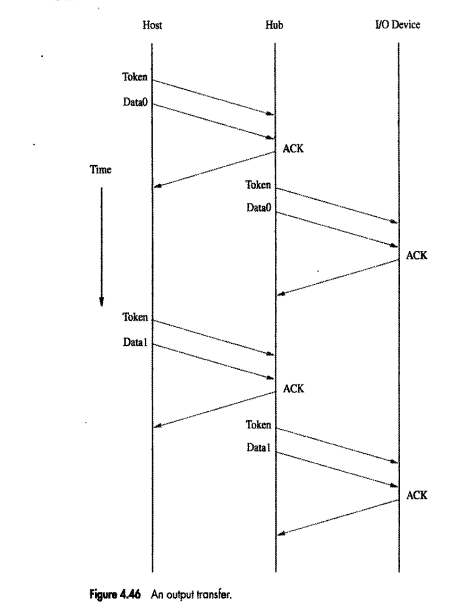 Host Hub I/O Device
Token
Data0
ACK
Time
Token
Data0
ACK
Token
Data1
ACK
Token
Data1
ACK
Figure 4.46 An output transfer.